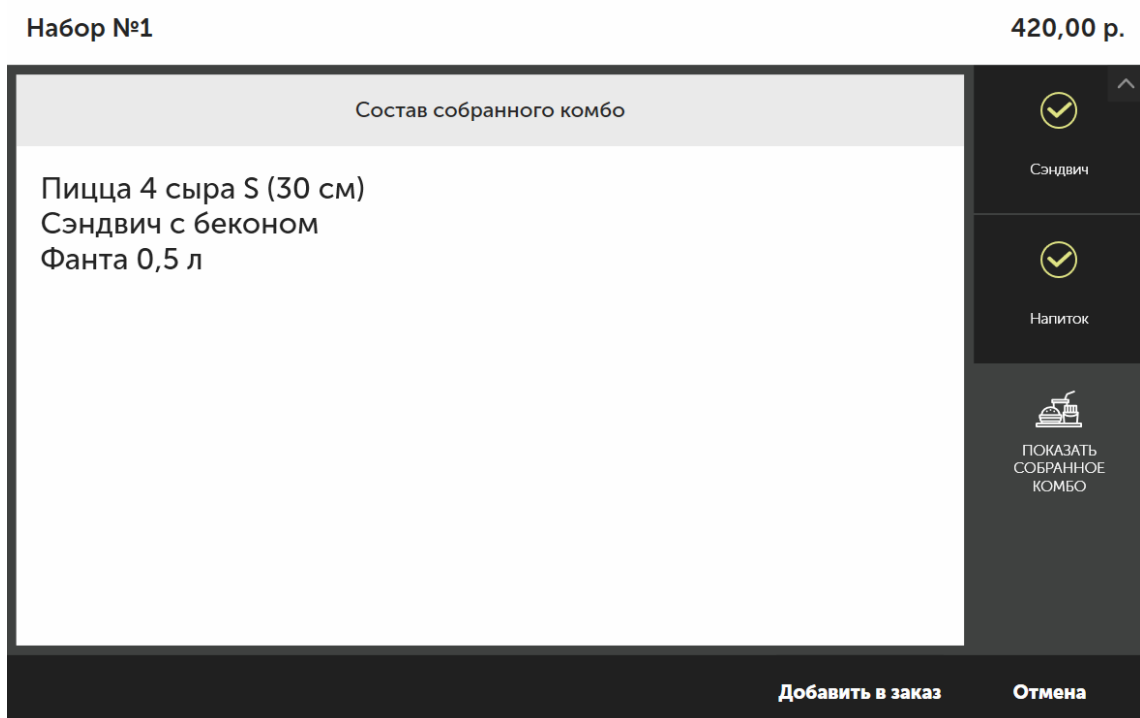 Набор №1
420,00 р.
Состав собранного комбо
Пицца 4 сыра S (30 см)
Сэндвич с беконом
Фанта 0,5 л
Сэндвич
Напиток
ПОКАЗАТЬ
СОБРАННОЕ
КОМБО
Добавить в заказ
Отмена